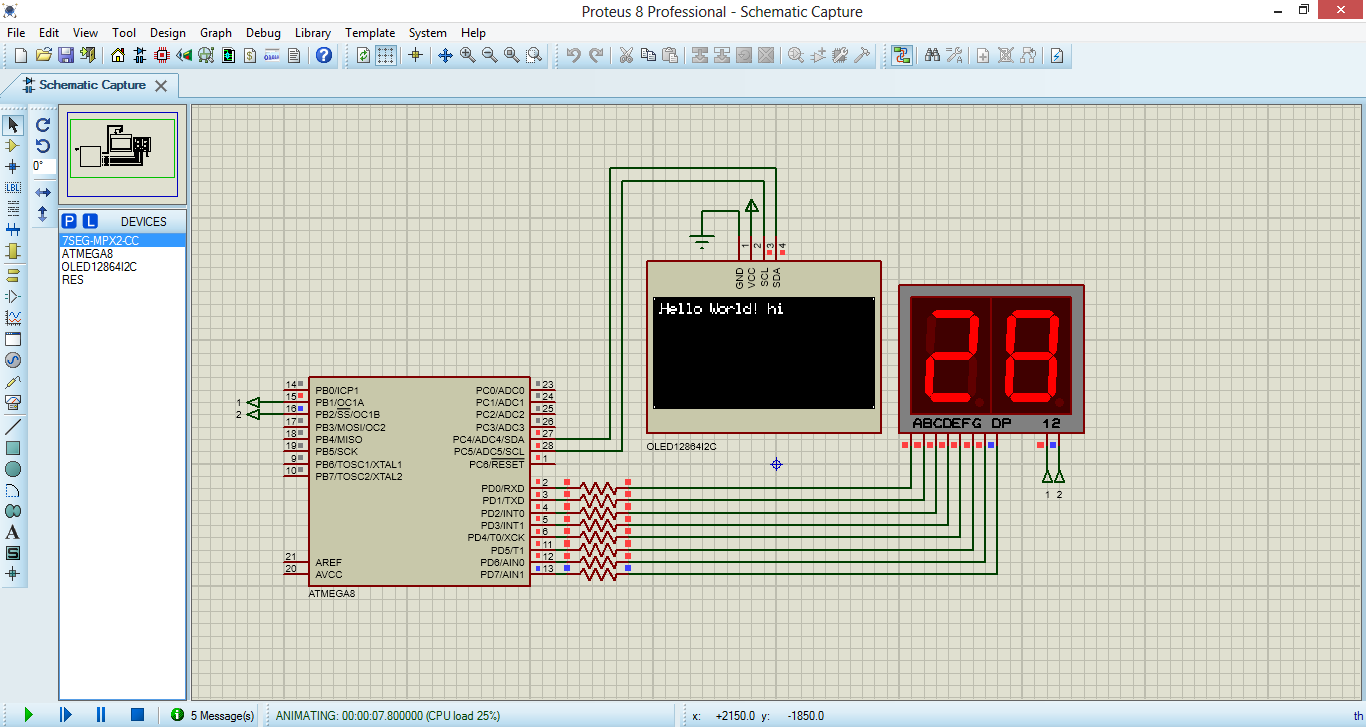 Proteus 8 Professional - Schematic Capture
File Edit View Tool Design Graph Debug Library Template System Help
Schematic Capture
0°
LBL
P L DEVICES
7SEG-MPX2-CC
ATMEGA8
OLED12864I2C
RES
A
S
1 2 3 4
GND VCC SCL SDA
Hello World! hi
OLED12864I2C
28
ABCDEFG DP 12
1 2
14 PB0/ICP1
15 PB1/OC1A
16 PB2/SS/OC1B
17 PB3/MOSI/OC2
18 PB4/MISO
19 PB5/SCK
9 PB6/TOSC1/XTAL1
10 PB7/TOSC2/XTAL2
1
2
21 AREF
20 AVCC
PC0/ADC0 23
PC1/ADC1 24
PC2/ADC2 25
PC3/ADC3 26
PC4/ADC4/SDA 27
PC5/ADC5/SCL 28
PC6/RESET 1
PD0/RXD 2
PD1/TXD 3
PD2/INT0 4
PD3/INT1 5
PD4/T0/XCK 6
PD5/T1 11
PD6/AIN0 12
PD7/AIN1 13
ATMEGA8
5 Message(s) ANIMATING: 00:00:07.800000 (CPU load 25%) x: +2150.0 y: -1850.0 th